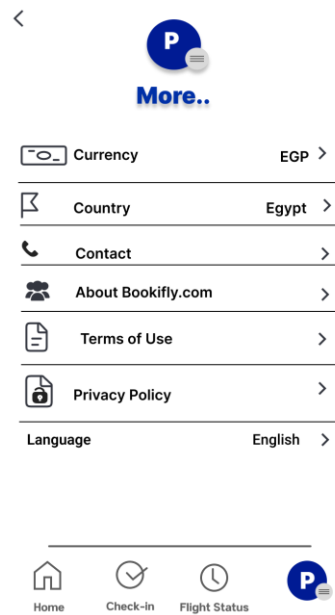 P
More..
Currency EGP
Country Egypt
Contact
About Bookifly.com
Terms of Use
Privacy Policy
Language English
Home Check-in Flight Status P